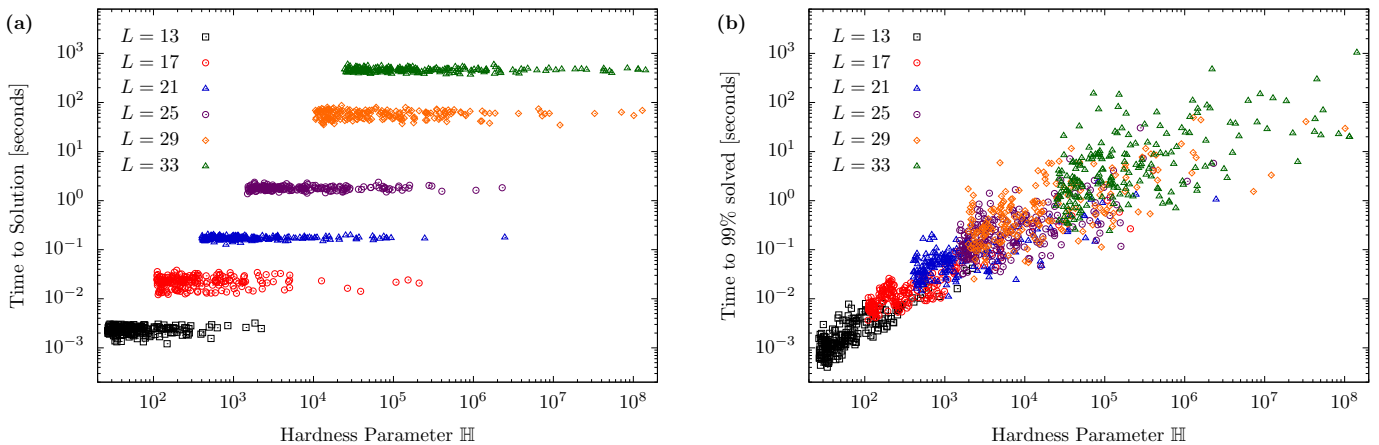 (a)
Time to Solution [seconds]
10³
10²
10¹
10⁰
10⁻¹
10⁻²
10⁻³
L = 13
L = 17
L = 21
L = 25
L = 29
L = 33
10² 10³ 10⁴ 10⁵ 10⁶ 10⁷ 10⁸
Hardness Parameter ℍ
(b)
Time to 99% solved [seconds]
10³
10²
10¹
10⁰
10⁻¹
10⁻²
10⁻³
L = 13
L = 17
L = 21
L = 25
L = 29
L = 33
10² 10³ 10⁴ 10⁵ 10⁶ 10⁷ 10⁸
Hardness Parameter ℍ